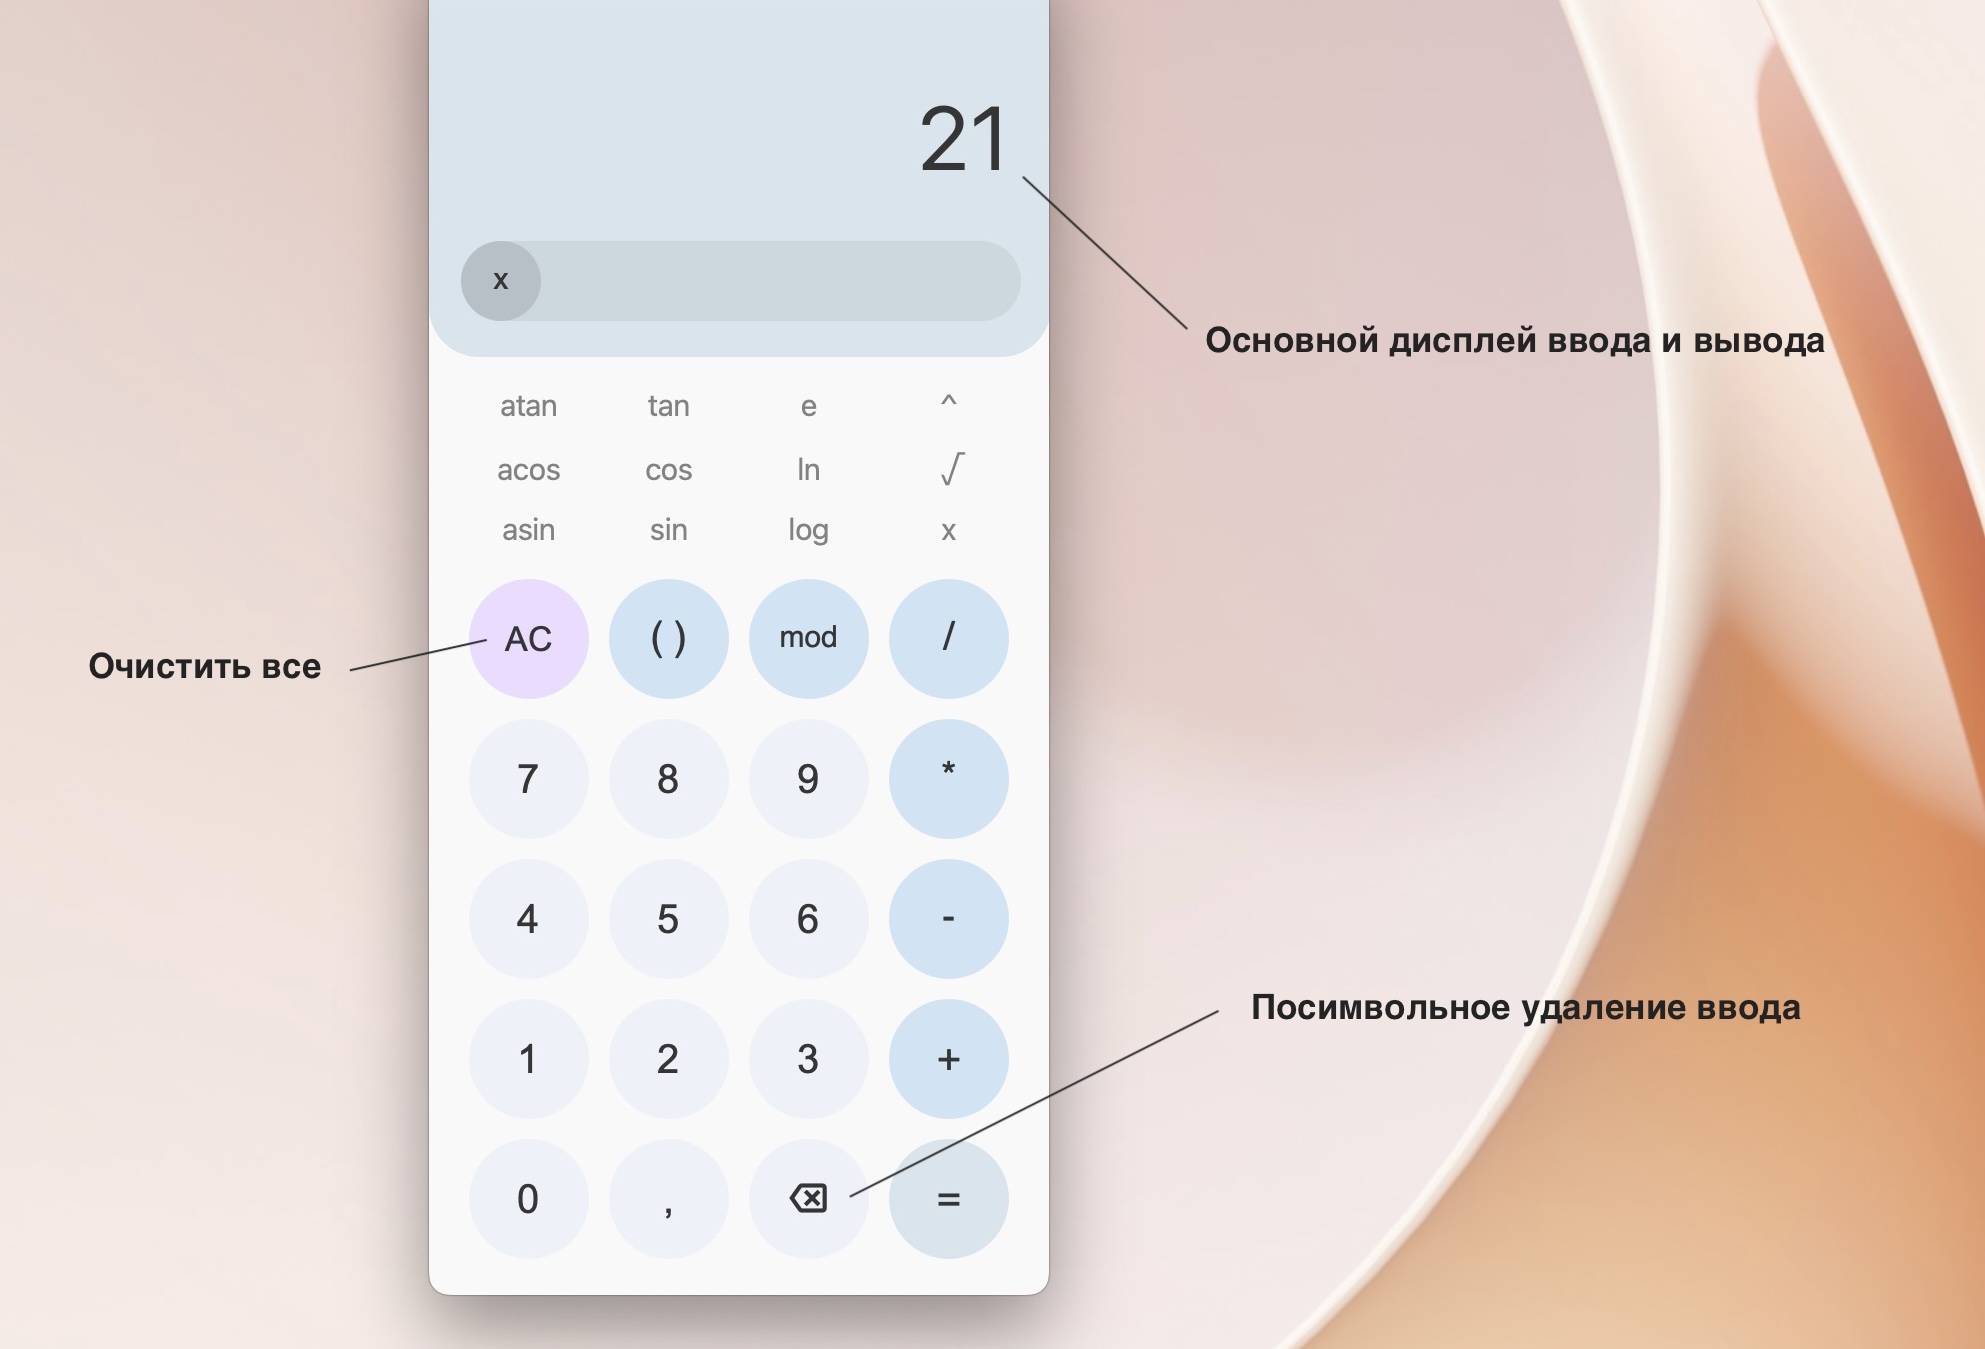 21
x
Основной дисплей ввода и вывода
atan tan e ^
acos cos ln √
asin sin log x
AC ( ) mod /
Очистить все
7 8 9 *
4 5 6 -
Посимвольное удаление ввода
1 2 3 +
0 , ⌫ =